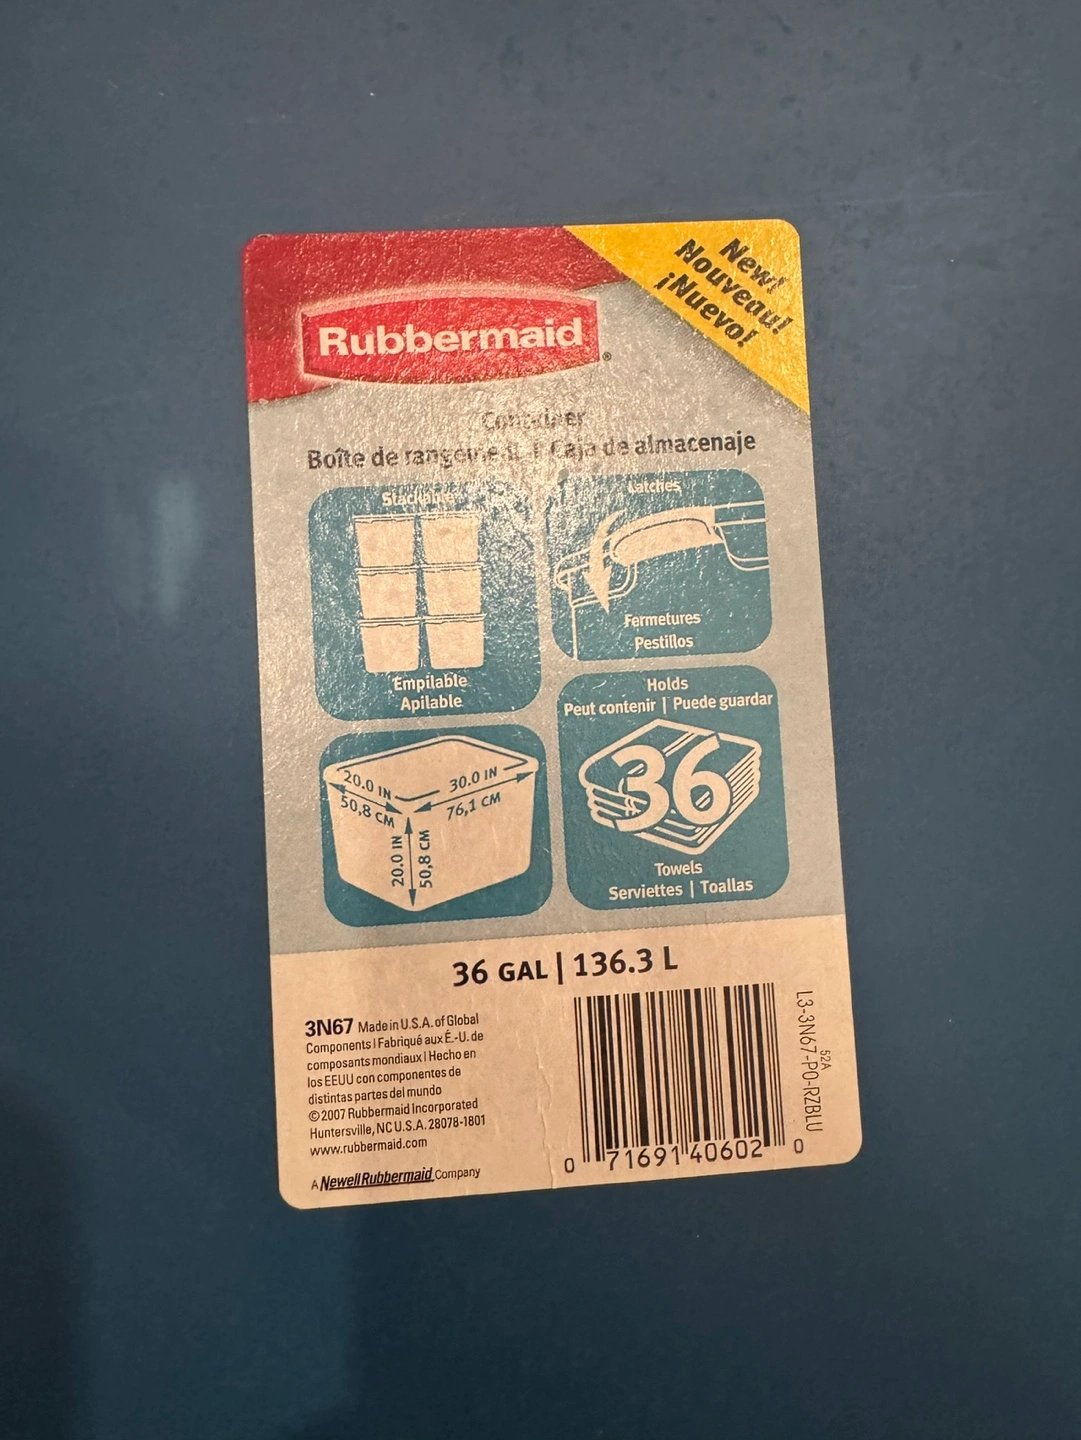 New!
Nouveau!
¡Nuevo!
Rubbermaid®
Container
Boîte de rangement | Caja de almacenaje
Stackable
Empilable
Apilable
Latches
Fermetures
Pestillos
20.0 IN
50,8 CM
30.0 IN
76,1 CM
20.0 IN
50,8 CM
Holds
Peut contenir | Puede guardar
36
Towels
Serviettes | Toallas
36 GAL | 136.3 L
3N67 Made in U.S.A. of Global
Components | Fabriqué aux É.-U. de
composants mondiaux | Hecho en
los EEUU con componentes de
distintas partes del mundo
©2007 Rubbermaid Incorporated
Huntersville, NC U.S.A. 28078-1801
www.rubbermaid.com
A Newell Rubbermaid Company
0 71691 40602 0
52A
L3-3N67-P0-RZBLU